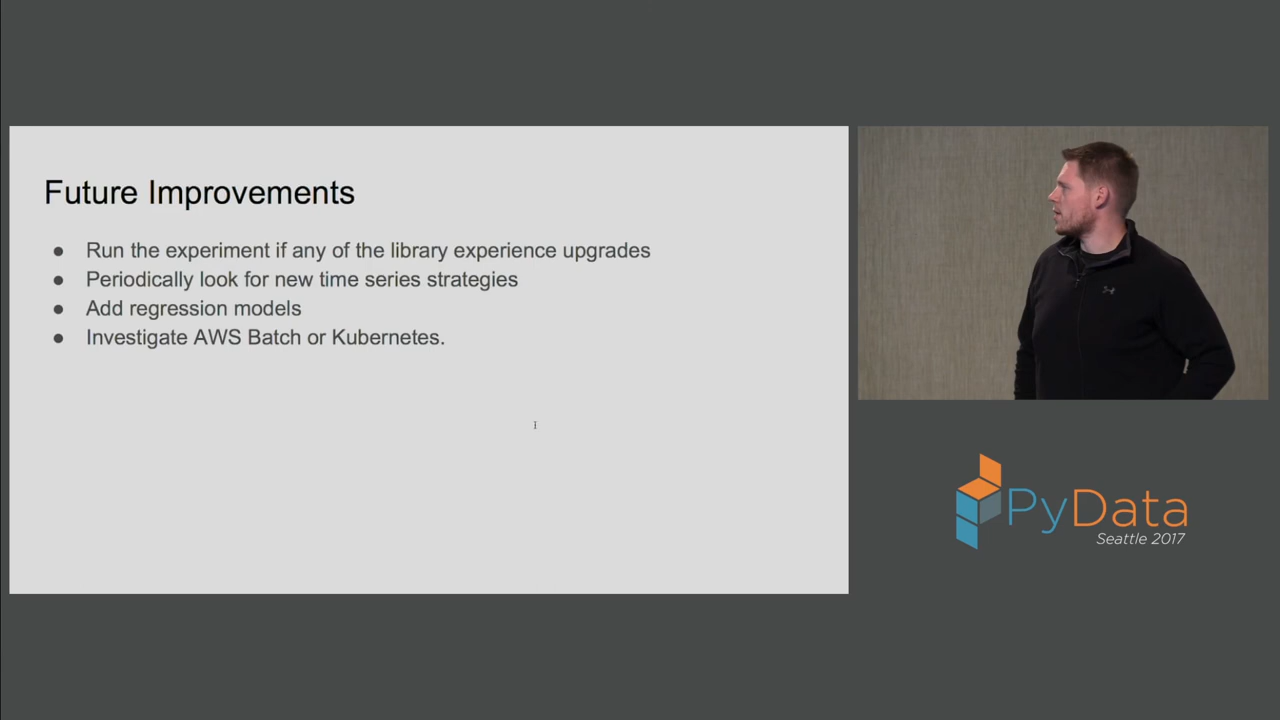 Future Improvements
● Run the experiment if any of the library experience upgrades
● Periodically look for new time series strategies
● Add regression models
● Investigate AWS Batch or Kubernetes.
PyData
Seattle 2017